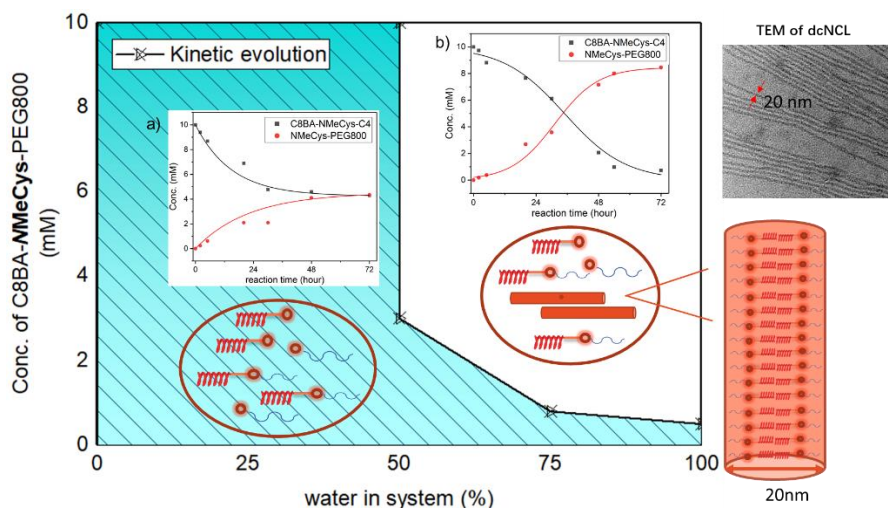 Conc. of C8BA-NMeCys-PEG800
(mM)
10
8
6
4
2
0
0
25
50
75
100
water in system (%)
Kinetic evolution
a)
C8BA-NMeCys-C4
NMeCys-PEG800
Conc. (mM)
10
8
6
4
2
0
0
24
48
72
reaction time (hour)
b)
C8BA-NMeCys-C4
NMeCys-PEG800
Conc. (mM)
10
8
6
4
2
0
0
24
48
72
reaction time (hour)
TEM of dcNCL
20 nm
20nm